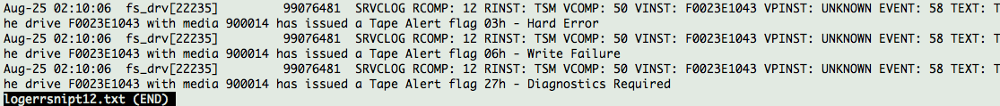 Aug-25 02:10:06  fs_drv[22235]         99076481  SRVCLOG RCOMP: 12 RINST: TSM VCOMP: 50 VINST: F0023E1043 VPINST: UNKNOWN EVENT: 58 TEXT: T
he drive F0023E1043 with media 900014 has issued a Tape Alert flag 03h - Hard Error
Aug-25 02:10:06  fs_drv[22235]         99076481  SRVCLOG RCOMP: 12 RINST: TSM VCOMP: 50 VINST: F0023E1043 VPINST: UNKNOWN EVENT: 58 TEXT: T
he drive F0023E1043 with media 900014 has issued a Tape Alert flag 06h - Write Failure
Aug-25 02:10:06  fs_drv[22235]         99076481  SRVCLOG RCOMP: 12 RINST: TSM VCOMP: 50 VINST: F0023E1043 VPINST: UNKNOWN EVENT: 58 TEXT: T
he drive F0023E1043 with media 900014 has issued a Tape Alert flag 27h - Diagnostics Required
logerrsnipt12.txt (END)